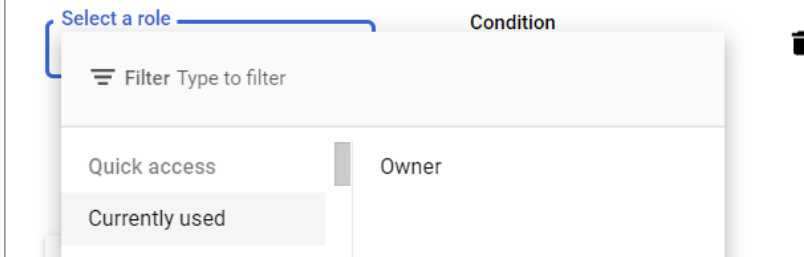 Select a role
Condition
Filter Type to filter
Quick access
Owner
Currently used